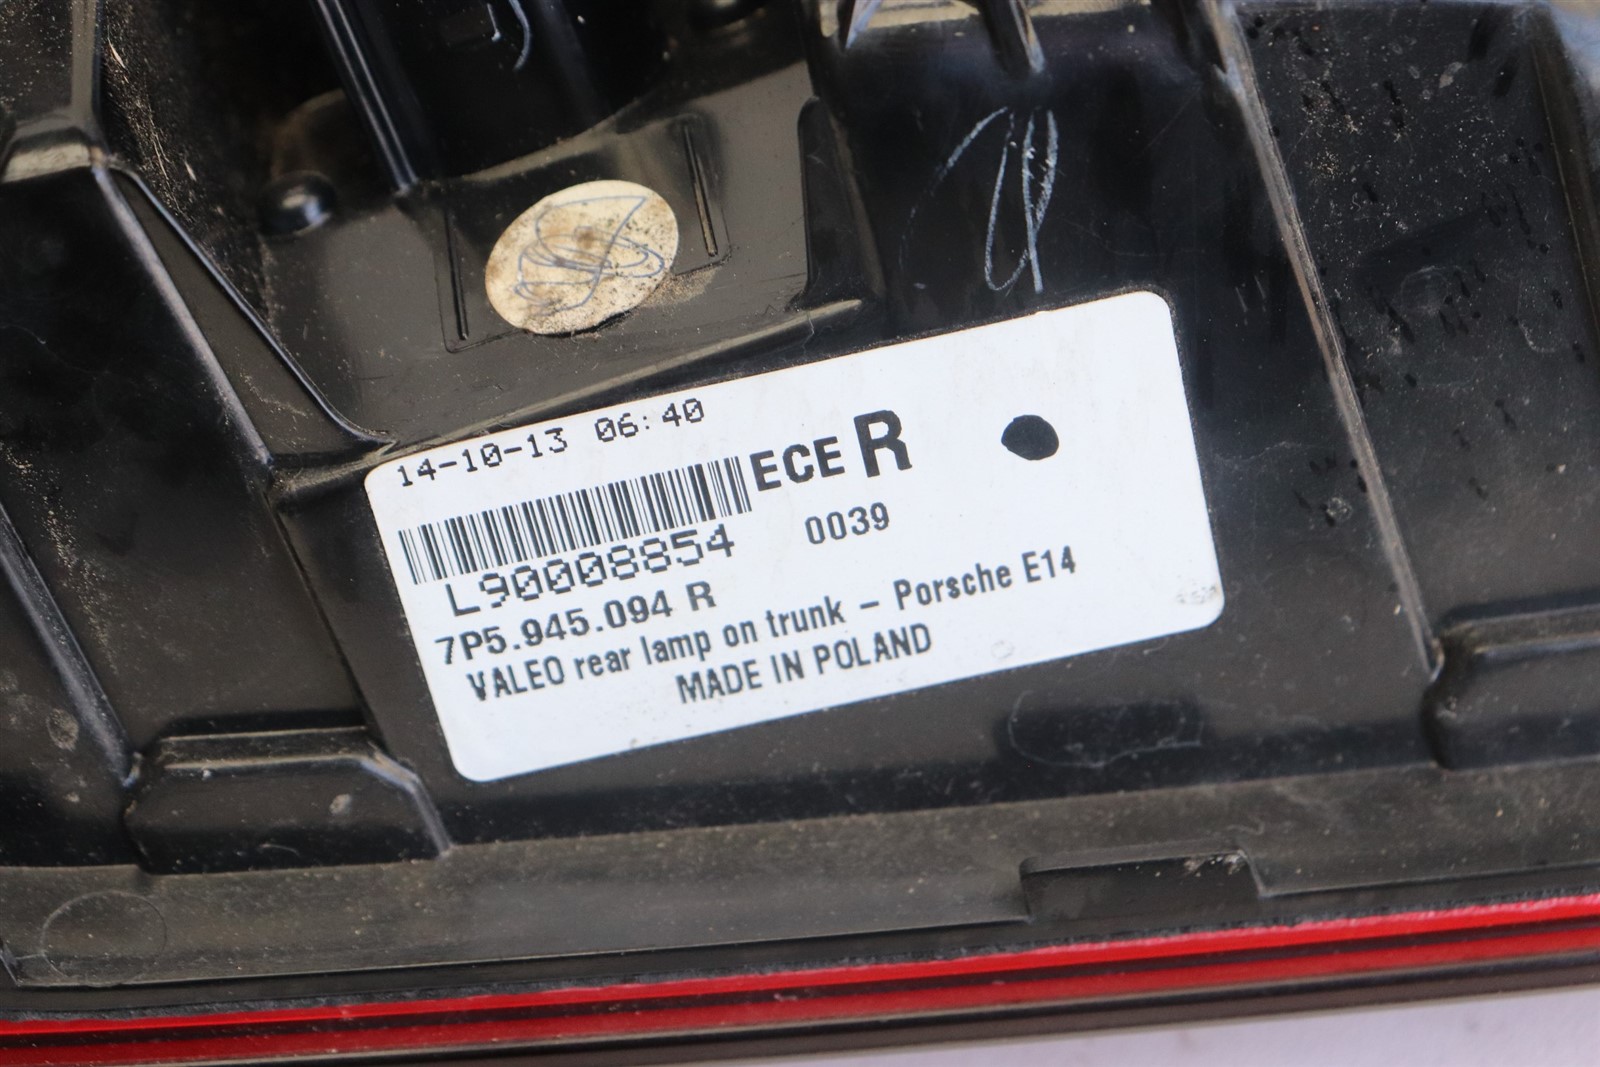 14-10-13 06:40
ECE R
L90008854
0039
7P5.945.094 R
VALEO rear lamp on trunk - Porsche E14
MADE IN POLAND